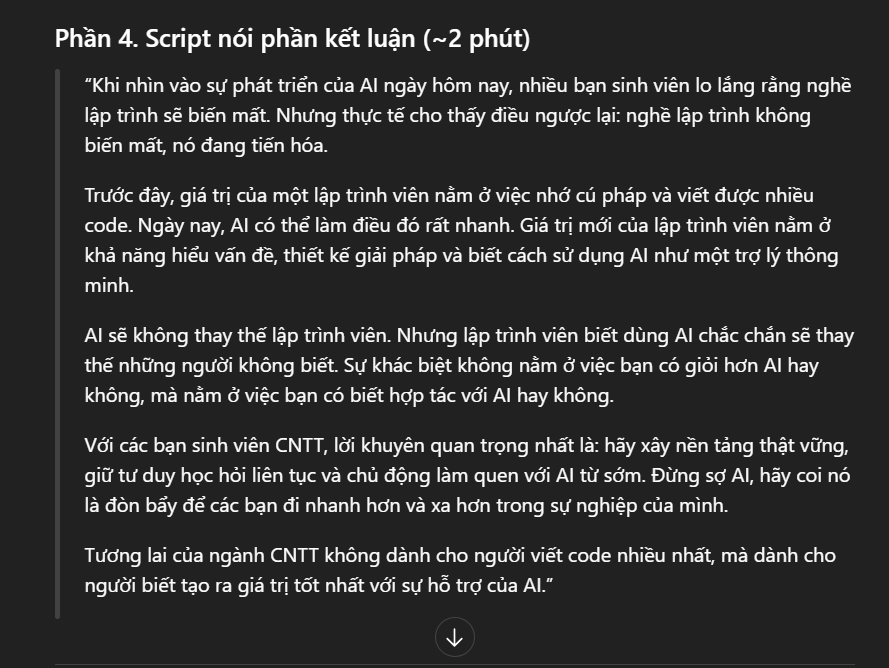 Phần 4. Script nói phần kết luận (~2 phút)
“Khi nhìn vào sự phát triển của AI ngày hôm nay, nhiều bạn sinh viên lo lắng rằng nghề
lập trình sẽ biến mất. Nhưng thực tế cho thấy điều ngược lại: nghề lập trình không
biến mất, nó đang tiến hóa.
Trước đây, giá trị của một lập trình viên nằm ở việc nhớ cú pháp và viết được nhiều
code. Ngày nay, AI có thể làm điều đó rất nhanh. Giá trị mới của lập trình viên nằm ở
khả năng hiểu vấn đề, thiết kế giải pháp và biết cách sử dụng AI như một trợ lý thông
minh.
AI sẽ không thay thế lập trình viên. Nhưng lập trình viên biết dùng AI chắc chắn sẽ thay
thế những người không biết. Sự khác biệt không nằm ở việc bạn có giỏi hơn AI hay
không, mà nằm ở việc bạn có biết hợp tác với AI hay không.
Với các bạn sinh viên CNTT, lời khuyên quan trọng nhất là: hãy xây nền tảng thật vững,
giữ tư duy học hỏi liên tục và chủ động làm quen với AI từ sớm. Đừng sợ AI, hãy coi nó
là đòn bẩy để các bạn đi nhanh hơn và xa hơn trong sự nghiệp của mình.
Tương lai của ngành CNTT không dành cho người viết code nhiều nhất, mà dành cho
người biết tạo ra giá trị tốt nhất với sự hỗ trợ của AI.”